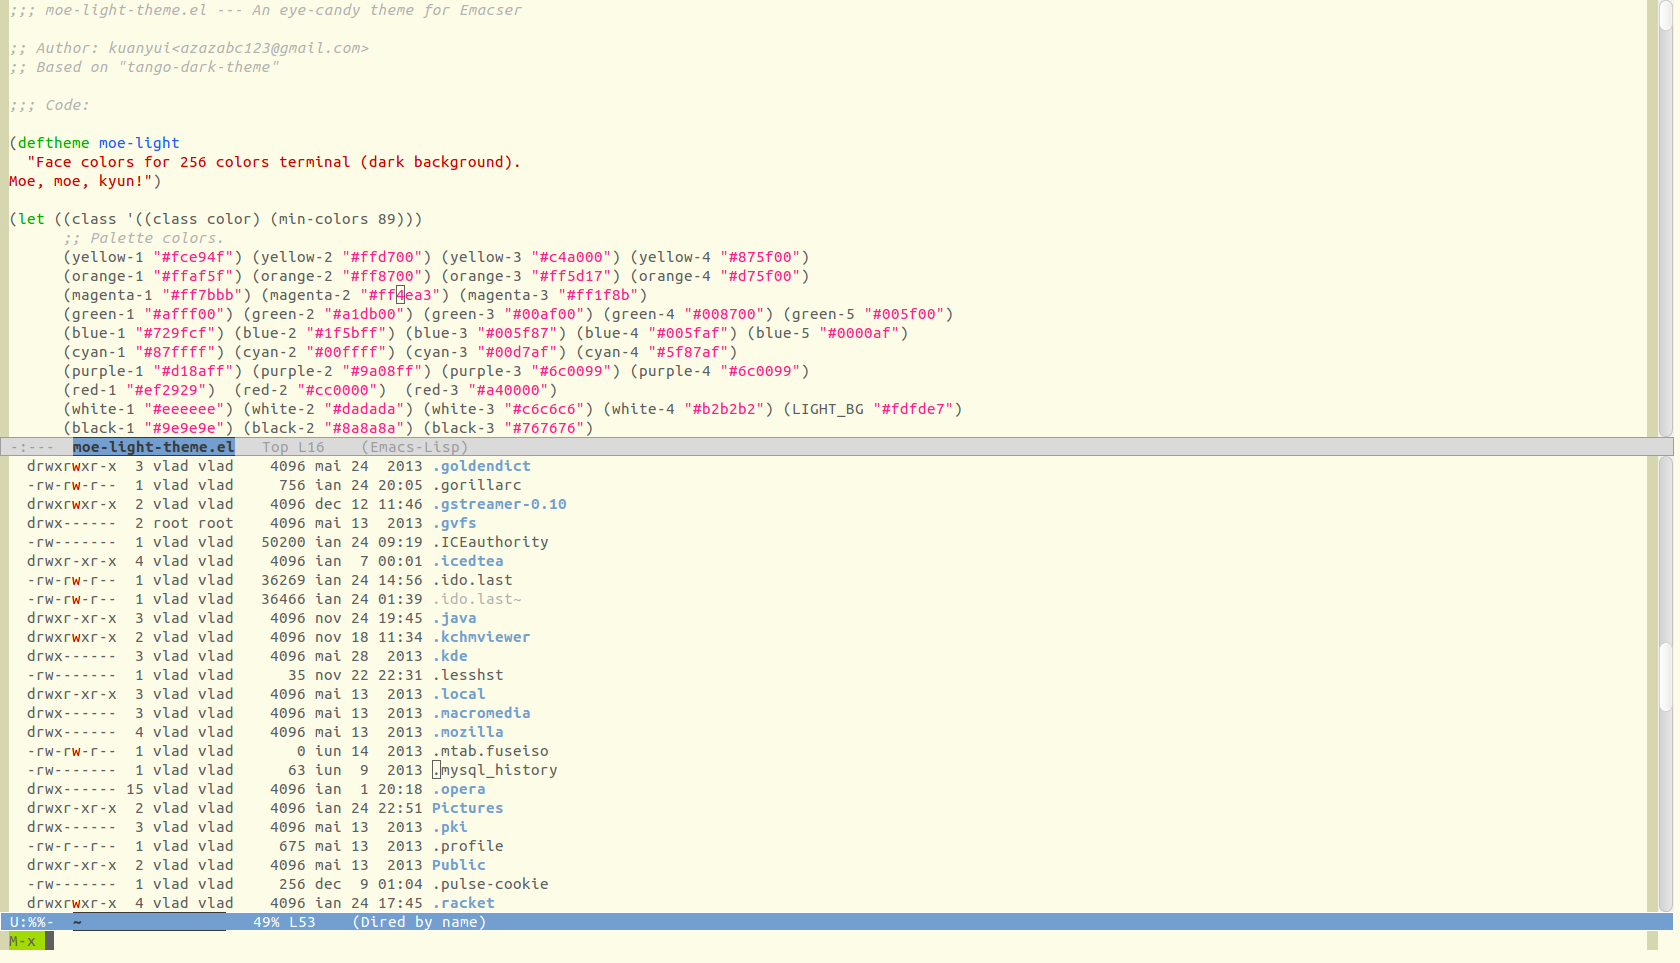 ;;; moe-light-theme.el --- An eye-candy theme for Emacser
;; Author: kuanyui<azazabc123@gmail.com>
;; Based on "tango-dark-theme"
;;; Code:
(deftheme moe-light
  "Face colors for 256 colors terminal (dark background).
Moe, moe, kyun!")
(let ((class '((class color) (min-colors 89)))
      ;; Palette colors.
      (yellow-1 "#fce94f") (yellow-2 "#ffd700") (yellow-3 "#c4a000") (yellow-4 "#875f00")
      (orange-1 "#ffaf5f") (orange-2 "#ff8700") (orange-3 "#ff5d17") (orange-4 "#d75f00")
      (magenta-1 "#ff7bbb") (magenta-2 "#ff4ea3") (magenta-3 "#ff1f8b")
      (green-1 "#afff00") (green-2 "#a1db00") (green-3 "#00af00") (green-4 "#008700") (green-5 "#005f00")
      (blue-1 "#729fcf") (blue-2 "#1f5bff") (blue-3 "#005f87") (blue-4 "#005faf") (blue-5 "#0000af")
      (cyan-1 "#87ffff") (cyan-2 "#00ffff") (cyan-3 "#00d7af") (cyan-4 "#5f87af")
      (purple-1 "#d18aff") (purple-2 "#9a08ff") (purple-3 "#6c0099") (purple-4 "#6c0099")
      (red-1 "#ef2929")  (red-2 "#cc0000")  (red-3 "#a40000")
      (white-1 "#eeeeee") (white-2 "#dadada") (white-3 "#c6c6c6") (white-4 "#b2b2b2") (LIGHT_BG "#fdfde7")
      (black-1 "#9e9e9e") (black-2 "#8a8a8a") (black-3 "#767676")
-:---  moe-light-theme.el   Top L16    (Emacs-Lisp)
  drwxrwxr-x  3 vlad vlad    4096 mai 24  2013 .goldendict
  -rw-rw-r--  1 vlad vlad     756 ian 24 20:05 .gorillarc
  drwxrwxr-x  2 vlad vlad    4096 dec 12 11:46 .gstreamer-0.10
  drwx------  2 root root    4096 mai 13  2013 .gvfs
  -rw-------  1 vlad vlad   50200 ian 24 09:19 .ICEauthority
  drwxr-xr-x  4 vlad vlad    4096 ian  7 00:01 .icedtea
  -rw-rw-r--  1 vlad vlad   36269 ian 24 14:56 .ido.last
  -rw-rw-r--  1 vlad vlad   36466 ian 24 01:39 .ido.last~
  drwxr-xr-x  3 vlad vlad    4096 nov 24 19:45 .java
  drwxrwxr-x  2 vlad vlad    4096 nov 18 11:34 .kchmviewer
  drwx------  3 vlad vlad    4096 mai 28  2013 .kde
  -rw-------  1 vlad vlad      35 nov 22 22:31 .lesshst
  drwxr-xr-x  3 vlad vlad    4096 mai 13  2013 .local
  drwx------  3 vlad vlad    4096 mai 13  2013 .macromedia
  drwx------  4 vlad vlad    4096 mai 13  2013 .mozilla
  -rw-rw-r--  1 vlad vlad       0 iun 14  2013 .mtab.fuseiso
  -rw-------  1 vlad vlad      63 iun  9  2013 .mysql_history
  drwx------ 15 vlad vlad    4096 ian  1 20:18 .opera
  drwxr-xr-x  2 vlad vlad    4096 ian 24 22:51 Pictures
  drwx------  3 vlad vlad    4096 mai 13  2013 .pki
  -rw-r--r--  1 vlad vlad     675 mai 13  2013 .profile
  drwxr-xr-x  2 vlad vlad    4096 mai 13  2013 Public
  -rw-------  1 vlad vlad     256 dec  9 01:04 .pulse-cookie
  drwxrwxr-x  4 vlad vlad    4096 ian 24 17:45 .racket
U:%%-  ~                   49% L53    (Dired by name)
M-x